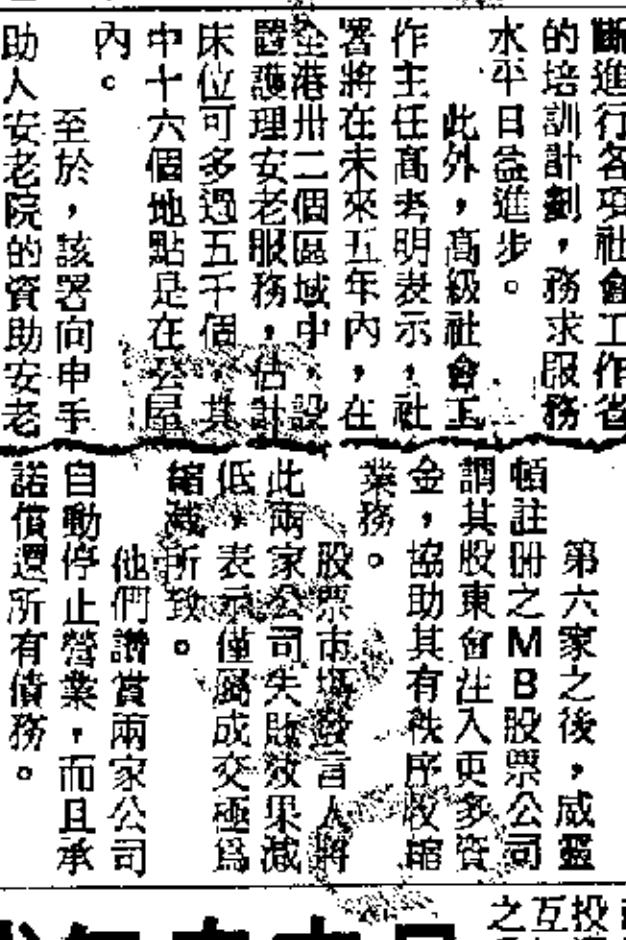 斷進行各項社會工作省
的培訓計劃，務求服務
水平日益進步。
此外，高級社會工
作主任高考明表示，社
署將在未來五年內，在
全港卅二個區域中，設
置護理安老服務，估計
床位可多過五千個，其
中十六個地點是在公屋
內。
至於，該署向申手
助人安老院的資助安老
第六家之後，威靈
頓註冊之MB股票公司
謂其股東會注入更多資
金，協助其有秩序收縮
業務。
股票市場發言人將
此兩家公司失敗效果減
低，表示僅屬成交極為
縮減所致。
他們讚賞兩家公司
自動停止營業，而且承
諾償還所有債務。
投
互
之